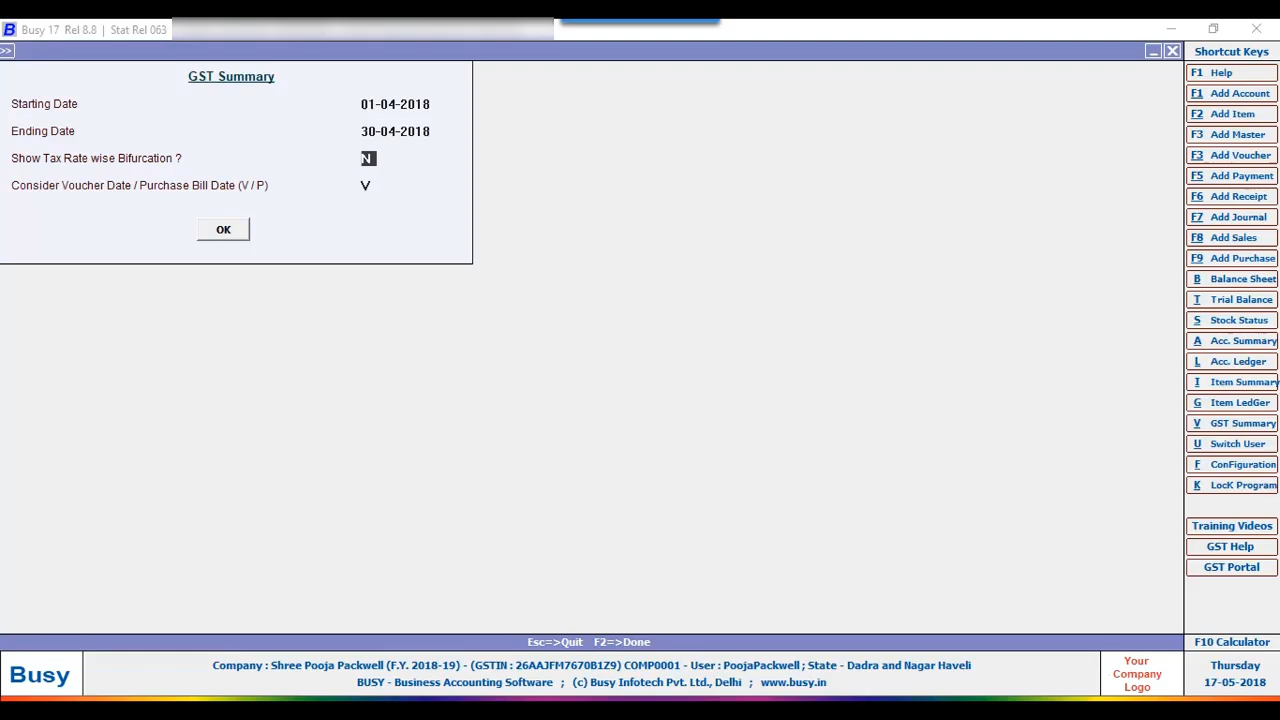 B Busy 17 Rel 8.8 | Stat Rel 063
>>
Shortcut Keys
GST Summary
Starting Date 01-04-2018
Ending Date 30-04-2018
Show Tax Rate wise Bifurcation ? N
Consider Voucher Date / Purchase Bill Date (V / P) V
OK
F1 Help
F1 Add Account
F2 Add Item
F3 Add Master
F3 Add Voucher
F5 Add Payment
F6 Add Receipt
F7 Add Journal
F8 Add Sales
F9 Add Purchase
B Balance Sheet
T Trial Balance
S Stock Status
A Acc. Summary
L Acc. Ledger
I Item Summary
G Item LedGer
V GST Summary
U Switch User
F ConFiguration
K LocK Program
Training Videos
GST Help
GST Portal
Esc=>Quit F2=>Done
F10 Calculator
Busy
Company : Shree Pooja Packwell (F.Y. 2018-19) - (GSTIN : 26AAJFM7670B1Z9) COMP0001 - User : PoojaPackwell ; State - Dadra and Nagar Haveli
BUSY - Business Accounting Software ; (c) Busy Infotech Pvt. Ltd., Delhi ; www.busy.in
Your
Company
Logo
Thursday
17-05-2018